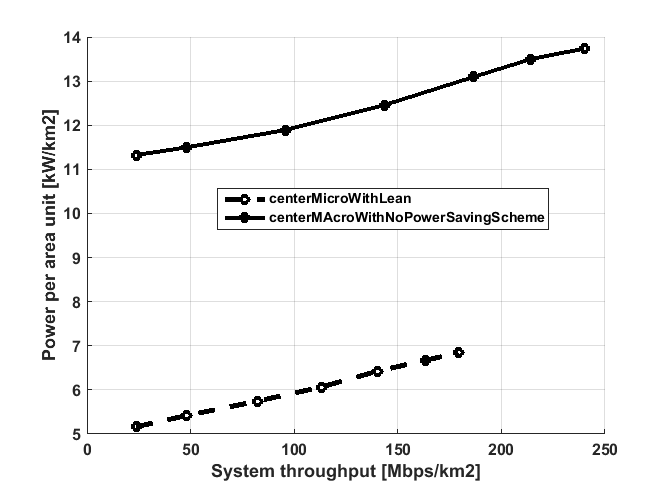 14
13
12
11
10
9
8
7
6
5
Power per area unit [kW/km2]
centerMicroWithLean
centerMAcroWithNoPowerSavingScheme
0 50 100 150 200 250
System throughput [Mbps/km2]